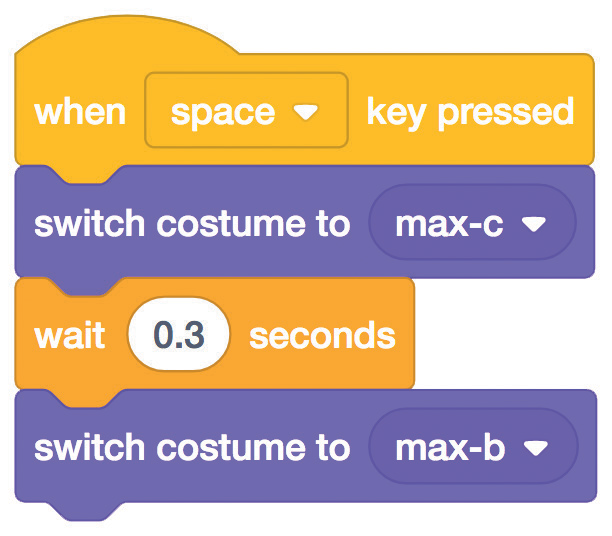 when space key pressed
switch costume to max-c
wait 0.3 seconds
switch costume to max-b